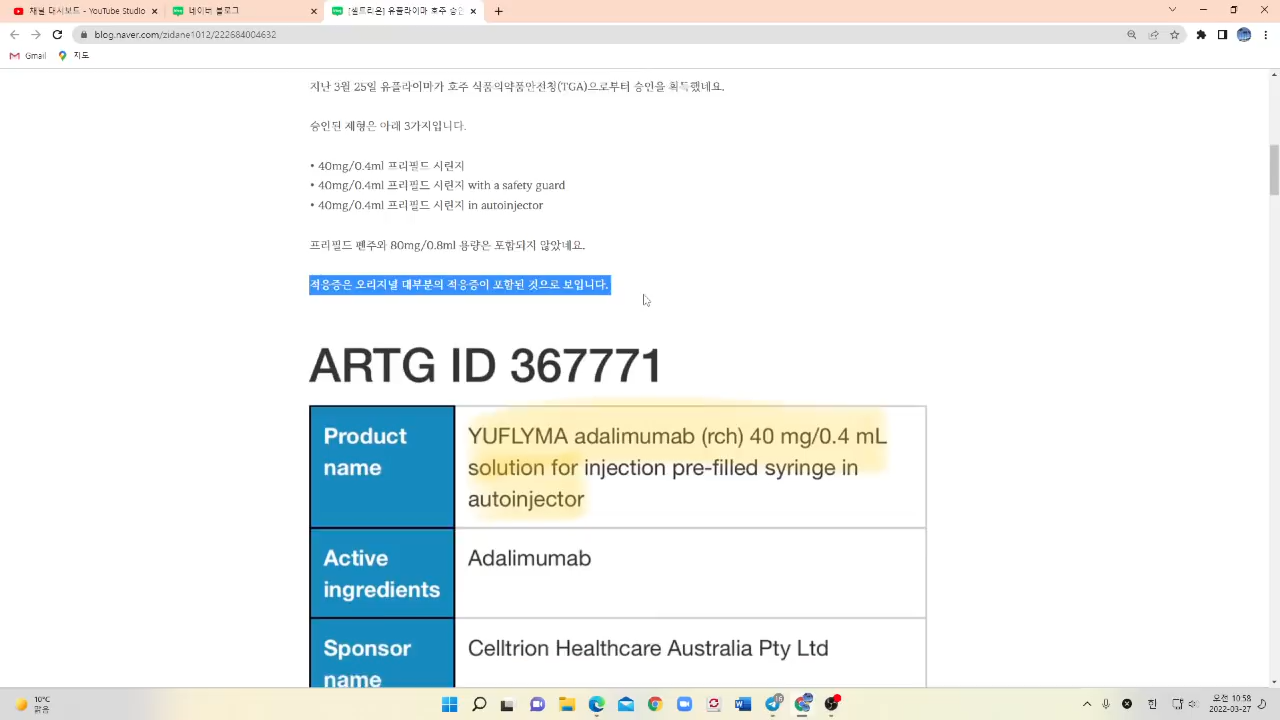 채널 대시보드 - YouTube Studio
네이버 블로그
[셀트리온] 유플라이마 호주 승인
blog.naver.com/zidane1012/222684004632
Gmail
지도
지난 3월 25일 유플라이마가 호주 식품의약품안전청(TGA)으로부터 승인을 획득했네요.
승인된 제형은 아래 3가지입니다.
• 40mg/0.4ml 프리필드 시린지
• 40mg/0.4ml 프리필드 시린지 with a safety guard
• 40mg/0.4ml 프리필드 시린지 in autoinjector
프리필드 펜주와 80mg/0.8ml 용량은 포함되지 않았네요.
적응증은 오리지널 대부분의 적응증이 포함된 것으로 보입니다.
ARTG ID 367771
Product name
YUFLYMA adalimumab (rch) 40 mg/0.4 mL
solution for injection pre-filled syringe in
autoinjector
Active ingredients
Adalimumab
Sponsor name
Celltrion Healthcare Australia Pty Ltd
10°C
맑음
오전 10:58